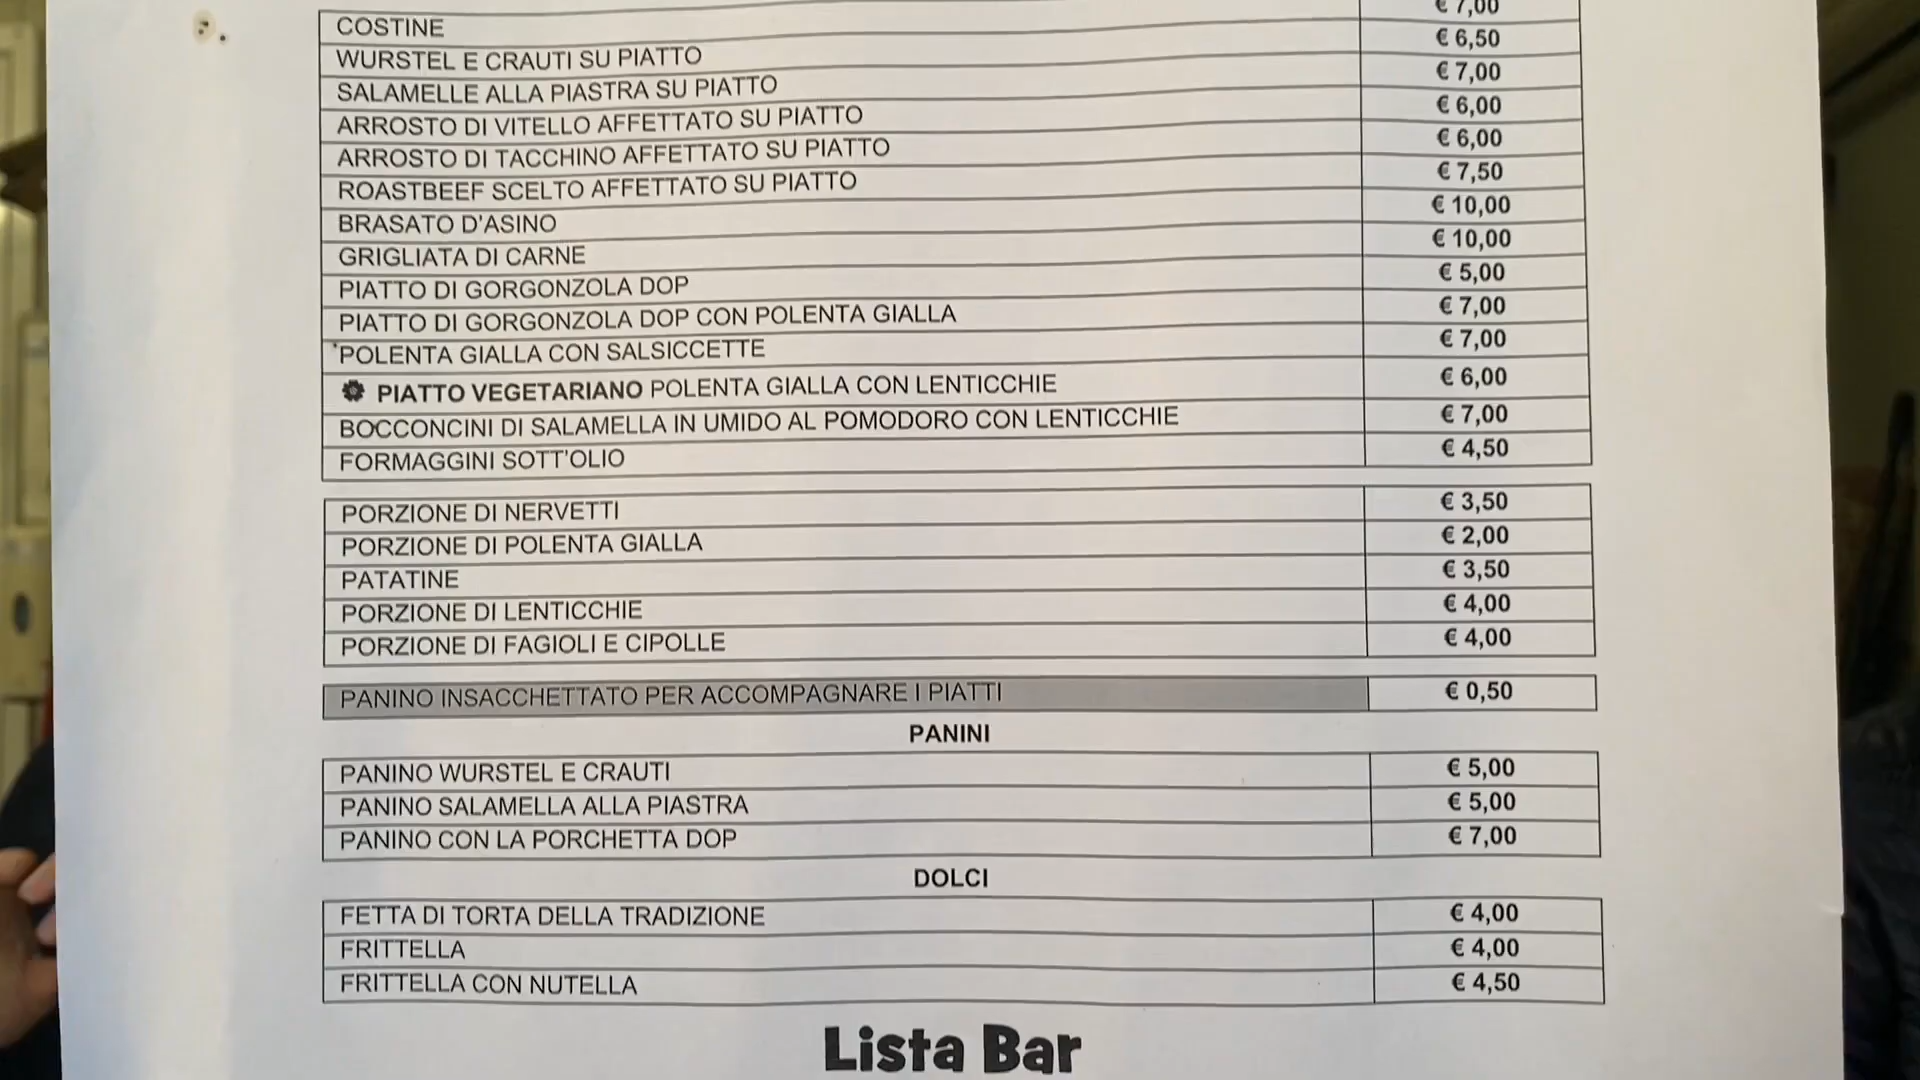 COSTINE € 7,00
WURSTEL E CRAUTI SU PIATTO € 6,50
SALAMELLE ALLA PIASTRA SU PIATTO € 7,00
ARROSTO DI VITELLO AFFETTATO SU PIATTO € 6,00
ARROSTO DI TACCHINO AFFETTATO SU PIATTO € 6,00
ROASTBEEF SCELTO AFFETTATO SU PIATTO € 7,50
BRASATO D'ASINO € 10,00
GRIGLIATA DI CARNE € 10,00
PIATTO DI GORGONZOLA DOP € 5,00
PIATTO DI GORGONZOLA DOP CON POLENTA GIALLA € 7,00
POLENTA GIALLA CON SALSICCETTE € 7,00
PIATTO VEGETARIANO POLENTA GIALLA CON LENTICCHIE € 6,00
BOCCONCINI DI SALAMELLA IN UMIDO AL POMODORO CON LENTICCHIE € 7,00
FORMAGGINI SOTT'OLIO € 4,50
PORZIONE DI NERVETTI € 3,50
PORZIONE DI POLENTA GIALLA € 2,00
PATATINE € 3,50
PORZIONE DI LENTICCHIE € 4,00
PORZIONE DI FAGIOLI E CIPOLLE € 4,00
PANINO INSACCHETTATO PER ACCOMPAGNARE I PIATTI € 0,50
PANINI
PANINO WURSTEL E CRAUTI € 5,00
PANINO SALAMELLA ALLA PIASTRA € 5,00
PANINO CON LA PORCHETTA DOP € 7,00
DOLCI
FETTA DI TORTA DELLA TRADIZIONE € 4,00
FRITTELLA € 4,00
FRITTELLA CON NUTELLA € 4,50
Lista Bar